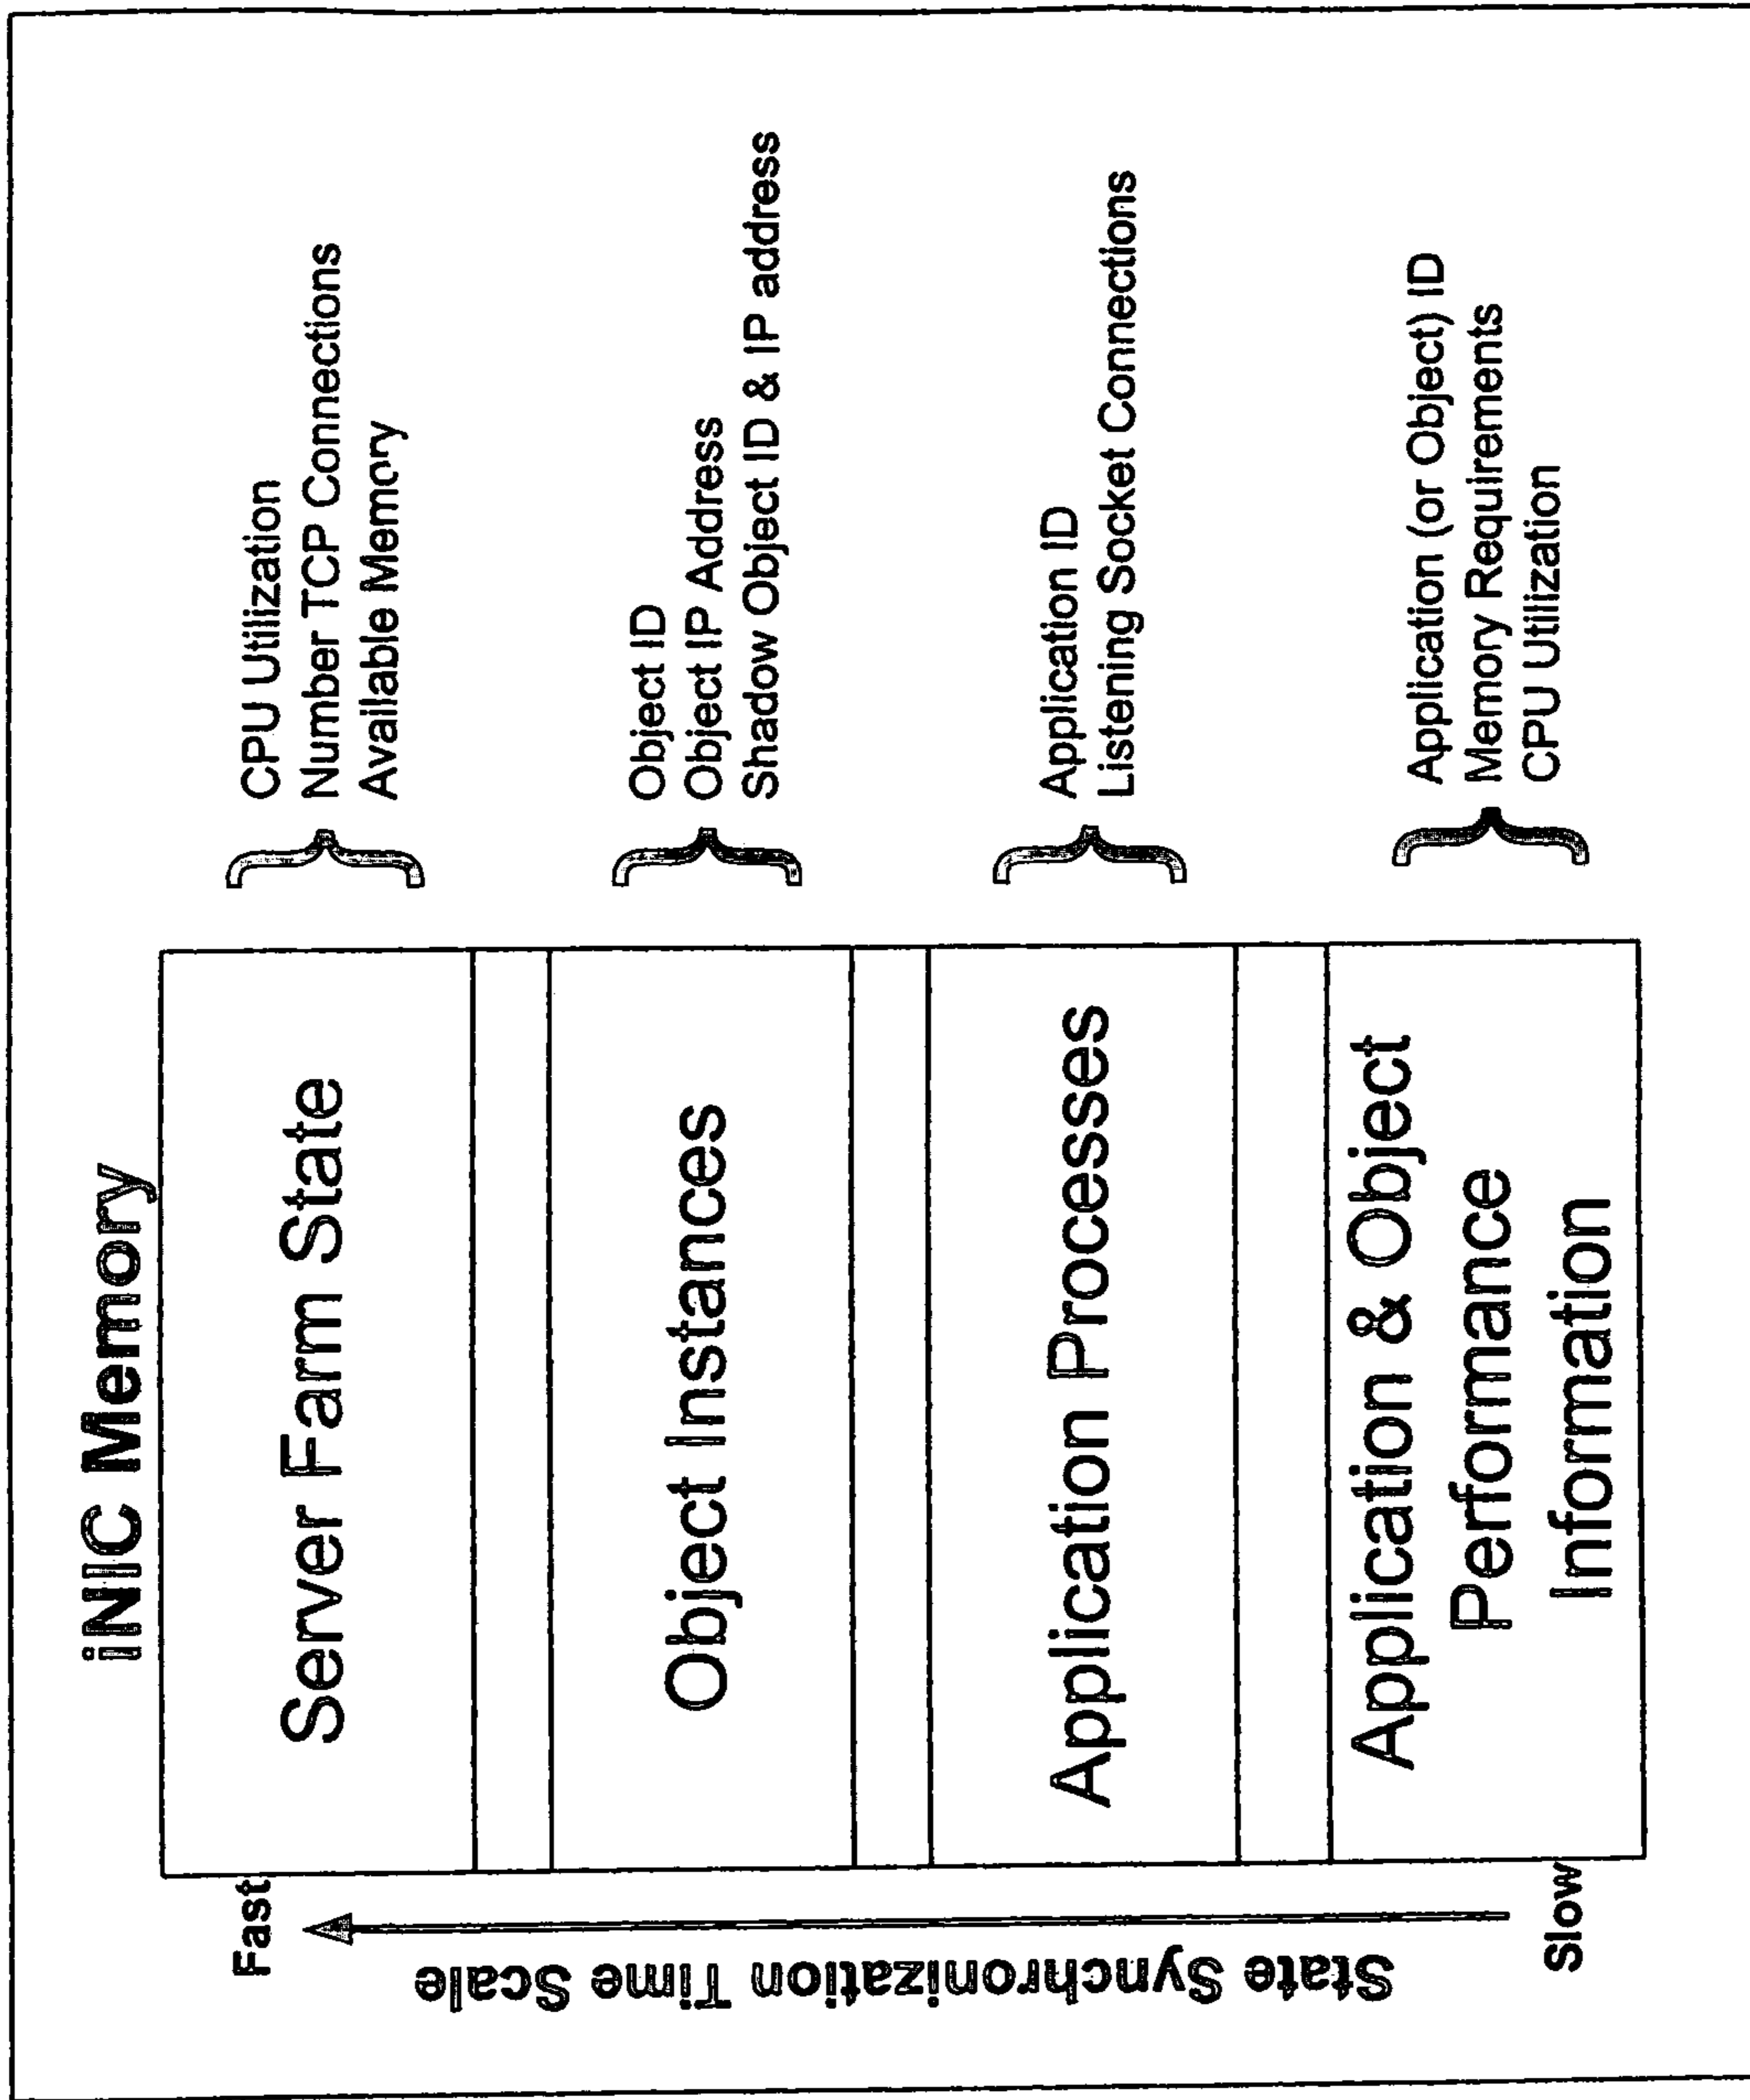 iNIC Memory
Fast
State Synchronization Time Scale
Slow
Server Farm State
CPU Utilization
Number TCP Connections
Available Memory
Object Instances
Object ID
Object IP Address
Shadow Object ID & IP address
Application Processes
Application ID
Listening Socket Connections
Application & Object
Performance
Information
Application (or Object) ID
Memory Requirements
CPU Utilization